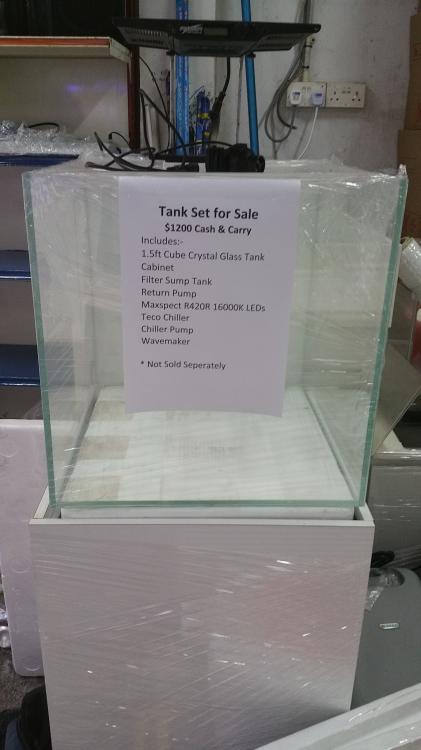 Tank Set for Sale
$1200 Cash & Carry
Includes:-
1.5ft Cube Crystal Glass Tank
Cabinet
Filter Sump Tank
Return Pump
Maxspect R420R 16000K LEDs
Teco Chiller
Chiller Pump
Wavemaker
* Not Sold Seperately